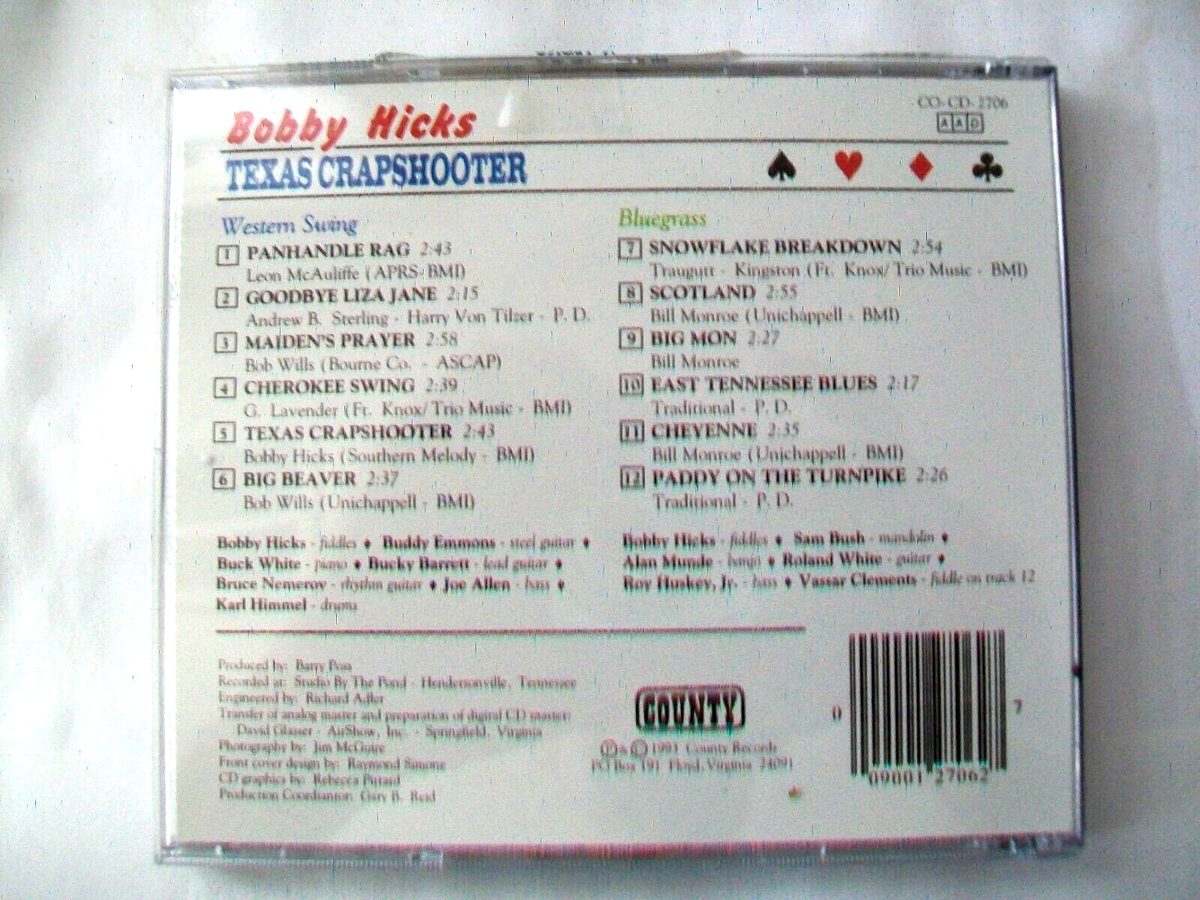 Bobby Hicks
CO-CD-2706
AAD
TEXAS CRAPSHOOTER
Western Swing
1 PANHANDLE RAG 2:43
Leon McAuliffe (APRS-BMI)
2 GOODBYE LIZA JANE 2:15
Andrew B. Sterling - Harry Von Tilzer - P. D.
3 MAIDEN'S PRAYER 2:58
Bob Wills (Bourne Co. - ASCAP)
4 CHEROKEE SWING 2:39
G. Lavender (Ft. Knox/Trio Music - BMI)
5 TEXAS CRAPSHOOTER 2:43
Bobby Hicks (Southern Melody - BMI)
6 BIG BEAVER 2:37
Bob Wills (Unichappell - BMI)
Bobby Hicks - fiddles ♦ Buddy Emmons - steel guitar ♦
Buck White - piano ♦ Bucky Barrett - lead guitar ♦
Bruce Nemerov - rhythm guitar ♦ Joe Allen - bass ♦
Karl Himmel - drums
Bluegrass
7 SNOWFLAKE BREAKDOWN 2:54
Traugutt - Kingston (Ft. Knox/Trio Music - BMI)
8 SCOTLAND 2:55
Bill Monroe (Unichappell - BMI)
9 BIG MON 2:27
Bill Monroe
10 EAST TENNESSEE BLUES 2:17
Traditional - P. D.
11 CHEYENNE 2:35
Bill Monroe (Unichappell - BMI)
12 PADDY ON THE TURNPIKE 2:26
Traditional - P. D.
Bobby Hicks - fiddles ♦ Sam Bush - mandolin ♦
Alan Munde - banjo ♦ Roland White - guitar ♦
Roy Huskey, Jr. - bass ♦ Vassar Clements - fiddle on track 12
Produced by: Barry Poss
Recorded at: Studio By The Pond - Hendersonville, Tennessee
Engineered by: Richard Adler
Transfer of analog master and preparation of digital CD master:
David Glasser - AirShow, Inc. - Springfield, Virginia
Photography by: Jim McGuire
Front cover design by: Raymond Simone
CD graphics by: Rebecca
Production Coordiantor: Gary B. Reid
COUNTY
℗ & © 1993 County Records
PO Box 191 Floyd, Virginia 24091
0 09001 27062 7